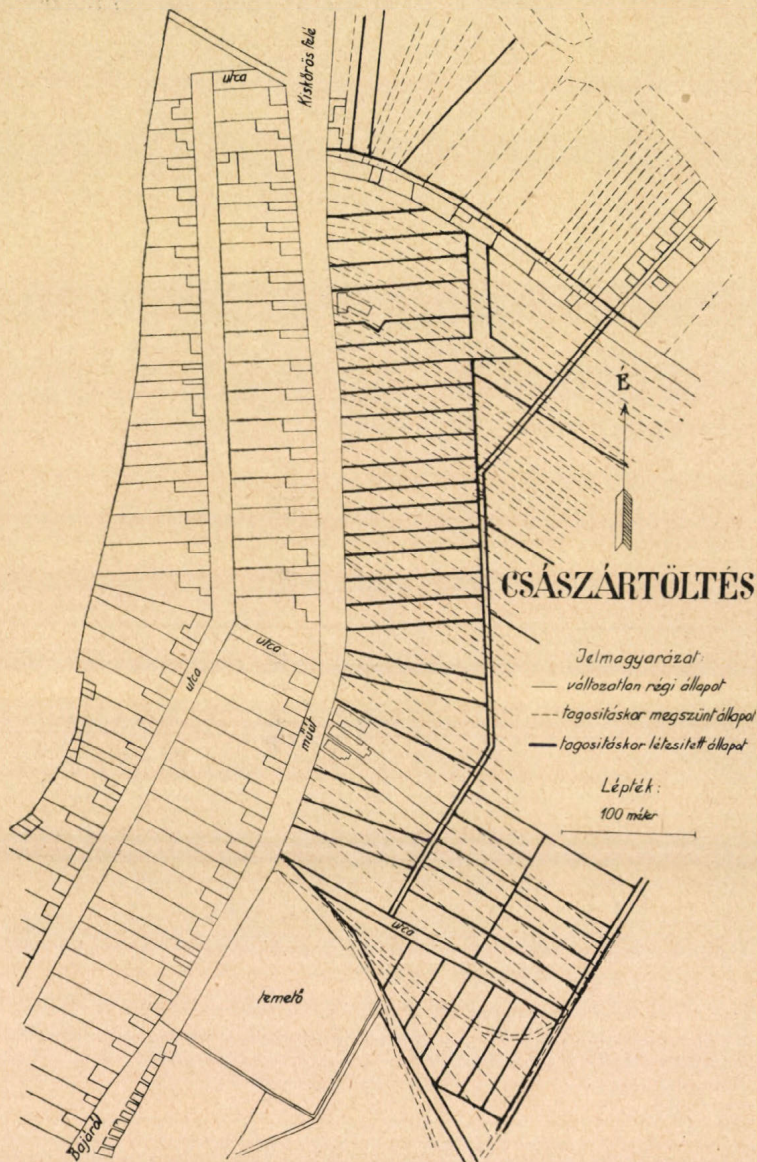 utca
Kiskőrös felé
É
CSÁSZÁRTÖLTÉS
Jelmagyarázat:
változatlan régi állapot
tagosításkor megszűnt állapot
tagosításkor létesített állapot
Lépték:
100 méter
utca
utca
műút
utca
temető
Bajáról